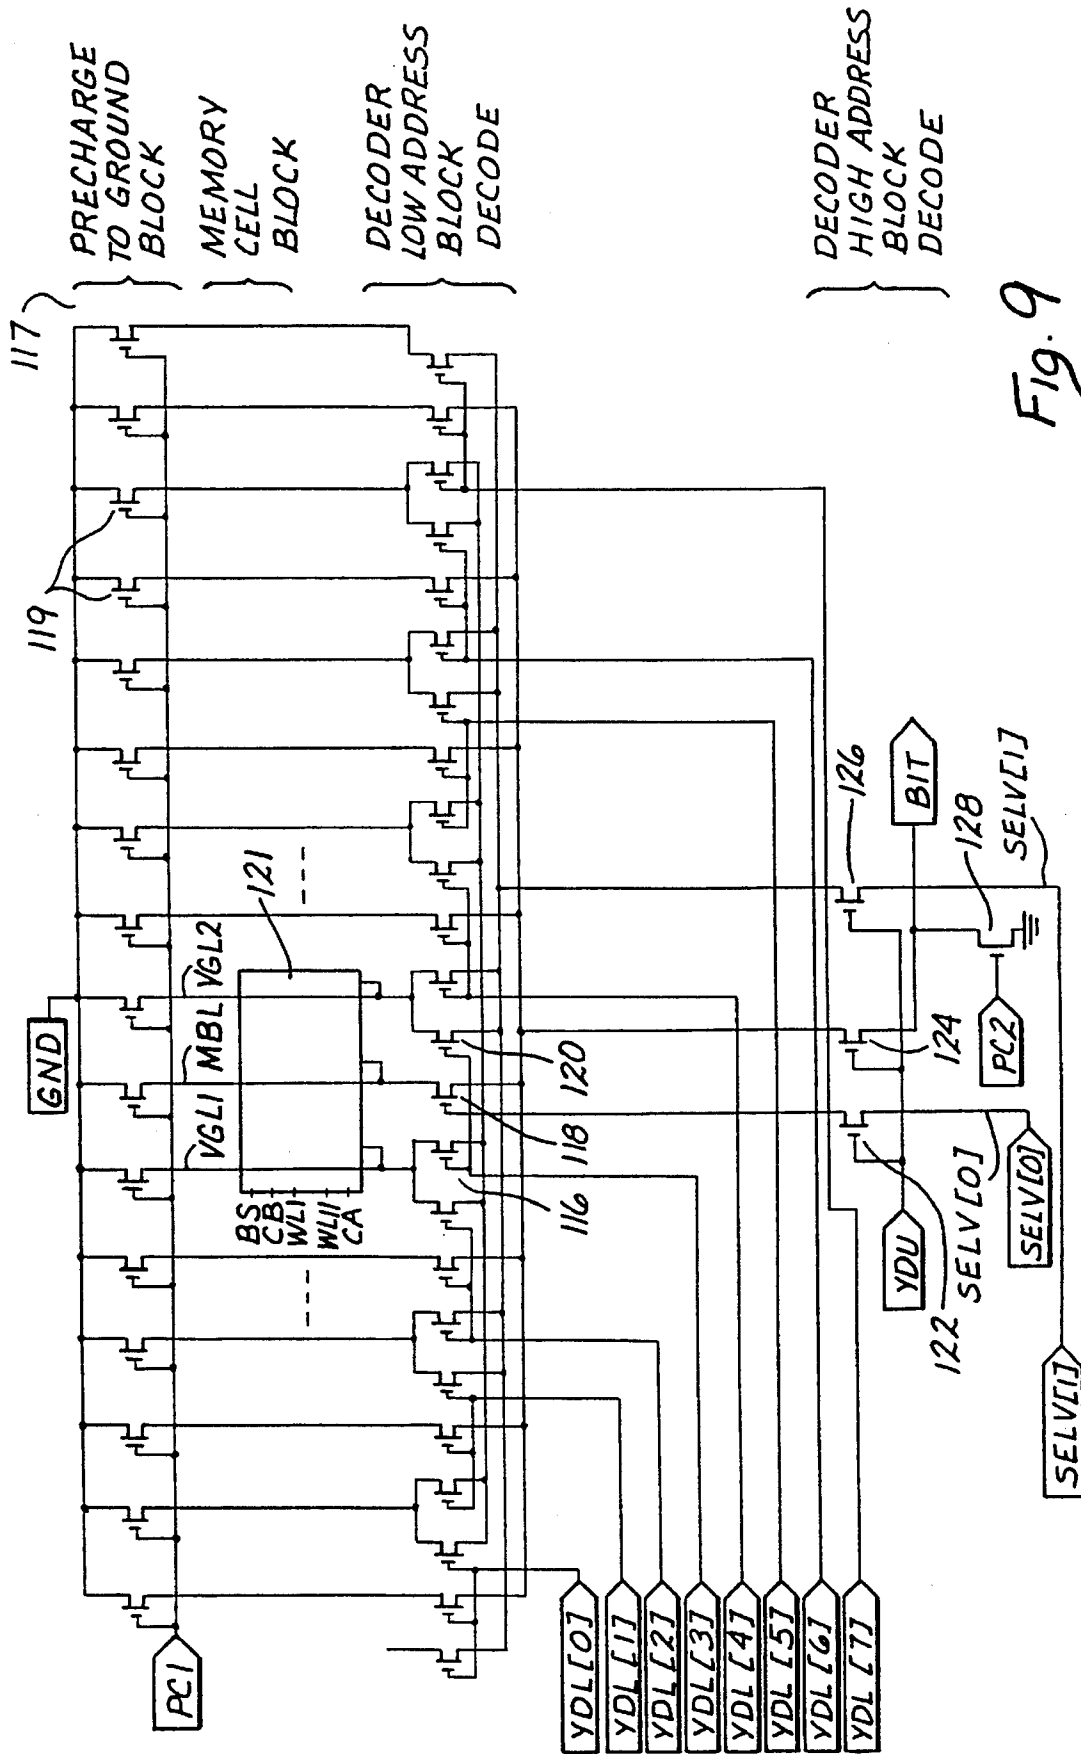 117
PRECHARGE
TO GROUND
BLOCK
MEMORY
CELL
BLOCK
DECODER
LOW ADDRESS
BLOCK
DECODE
DECODER
HIGH ADDRESS
BLOCK
DECODE
119
GND
VGL1
MBL
VGL2
121
BS
CB
WLI
WLII
CA
PC1
116
118
120
YDL[0]
YDL[1]
YDL[2]
YDL[3]
YDL[4]
YDL[5]
YDL[6]
YDL[7]
122
124
126
128
YDU
BIT
PC2
SELV[0]
SELV[0]
SELV[1]
SELV[1]
Fig. 9